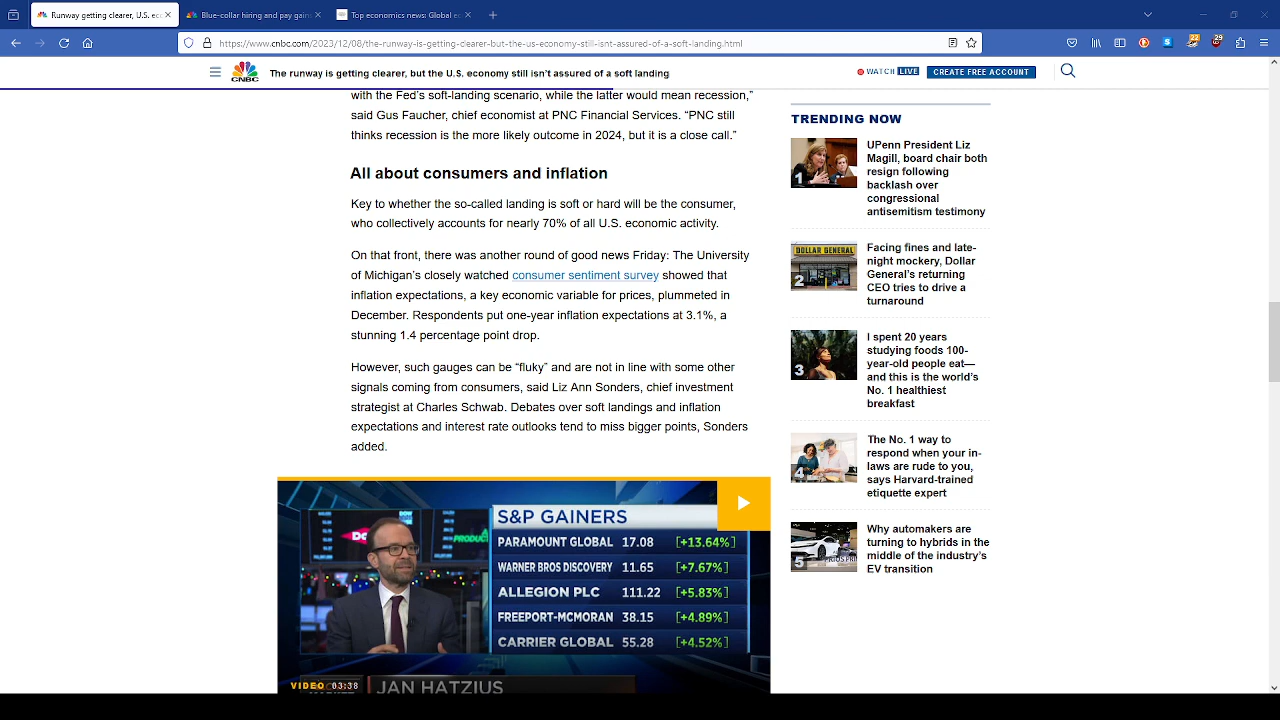 Runway getting clearer, U.S. ecc
Blue-collar hiring and pay gains
Top economics news: Global ec
https://www.cnbc.com/2023/12/08/the-runway-is-getting-clearer-but-the-us-economy-still-isnt-assured-of-a-soft-landing.html
22
29
CNBC
The runway is getting clearer, but the U.S. economy still isn’t assured of a soft landing
WATCH LIVE
CREATE FREE ACCOUNT
with the Fed’s soft-landing scenario, while the latter would mean recession,”
said Gus Faucher, chief economist at PNC Financial Services. “PNC still
thinks recession is the more likely outcome in 2024, but it is a close call.”
All about consumers and inflation
Key to whether the so-called landing is soft or hard will be the consumer,
who collectively accounts for nearly 70% of all U.S. economic activity.
On that front, there was another round of good news Friday: The University
of Michigan’s closely watched consumer sentiment survey showed that
inflation expectations, a key economic variable for prices, plummeted in
December. Respondents put one-year inflation expectations at 3.1%, a
stunning 1.4 percentage point drop.
However, such gauges can be “fluky” and are not in line with some other
signals coming from consumers, said Liz Ann Sonders, chief investment
strategist at Charles Schwab. Debates over soft landings and inflation
expectations and interest rate outlooks tend to miss bigger points, Sonders
added.
S&P GAINERS
PARAMOUNT GLOBAL 17.08 [+13.64%]
WARNER BROS DISCOVERY 11.65 [+7.67%]
ALLEGION PLC 111.22 [+5.83%]
FREEPORT-MCMORAN 38.15 [+4.89%]
CARRIER GLOBAL 55.28 [+4.52%]
VIDEO 03:38
JAN HATZIUS
TRENDING NOW
1
UPenn President Liz
Magill, board chair both
resign following
backlash over
congressional
antisemitism testimony
DOLLAR GENERAL
2
Facing fines and late-
night mockery, Dollar
General’s returning
CEO tries to drive a
turnaround
3
I spent 20 years
studying foods 100-
year-old people eat—
and this is the world’s
No. 1 healthiest
breakfast
4
The No. 1 way to
respond when your in-
laws are rude to you,
says Harvard-trained
etiquette expert
5
Why automakers are
turning to hybrids in the
middle of the industry’s
EV transition